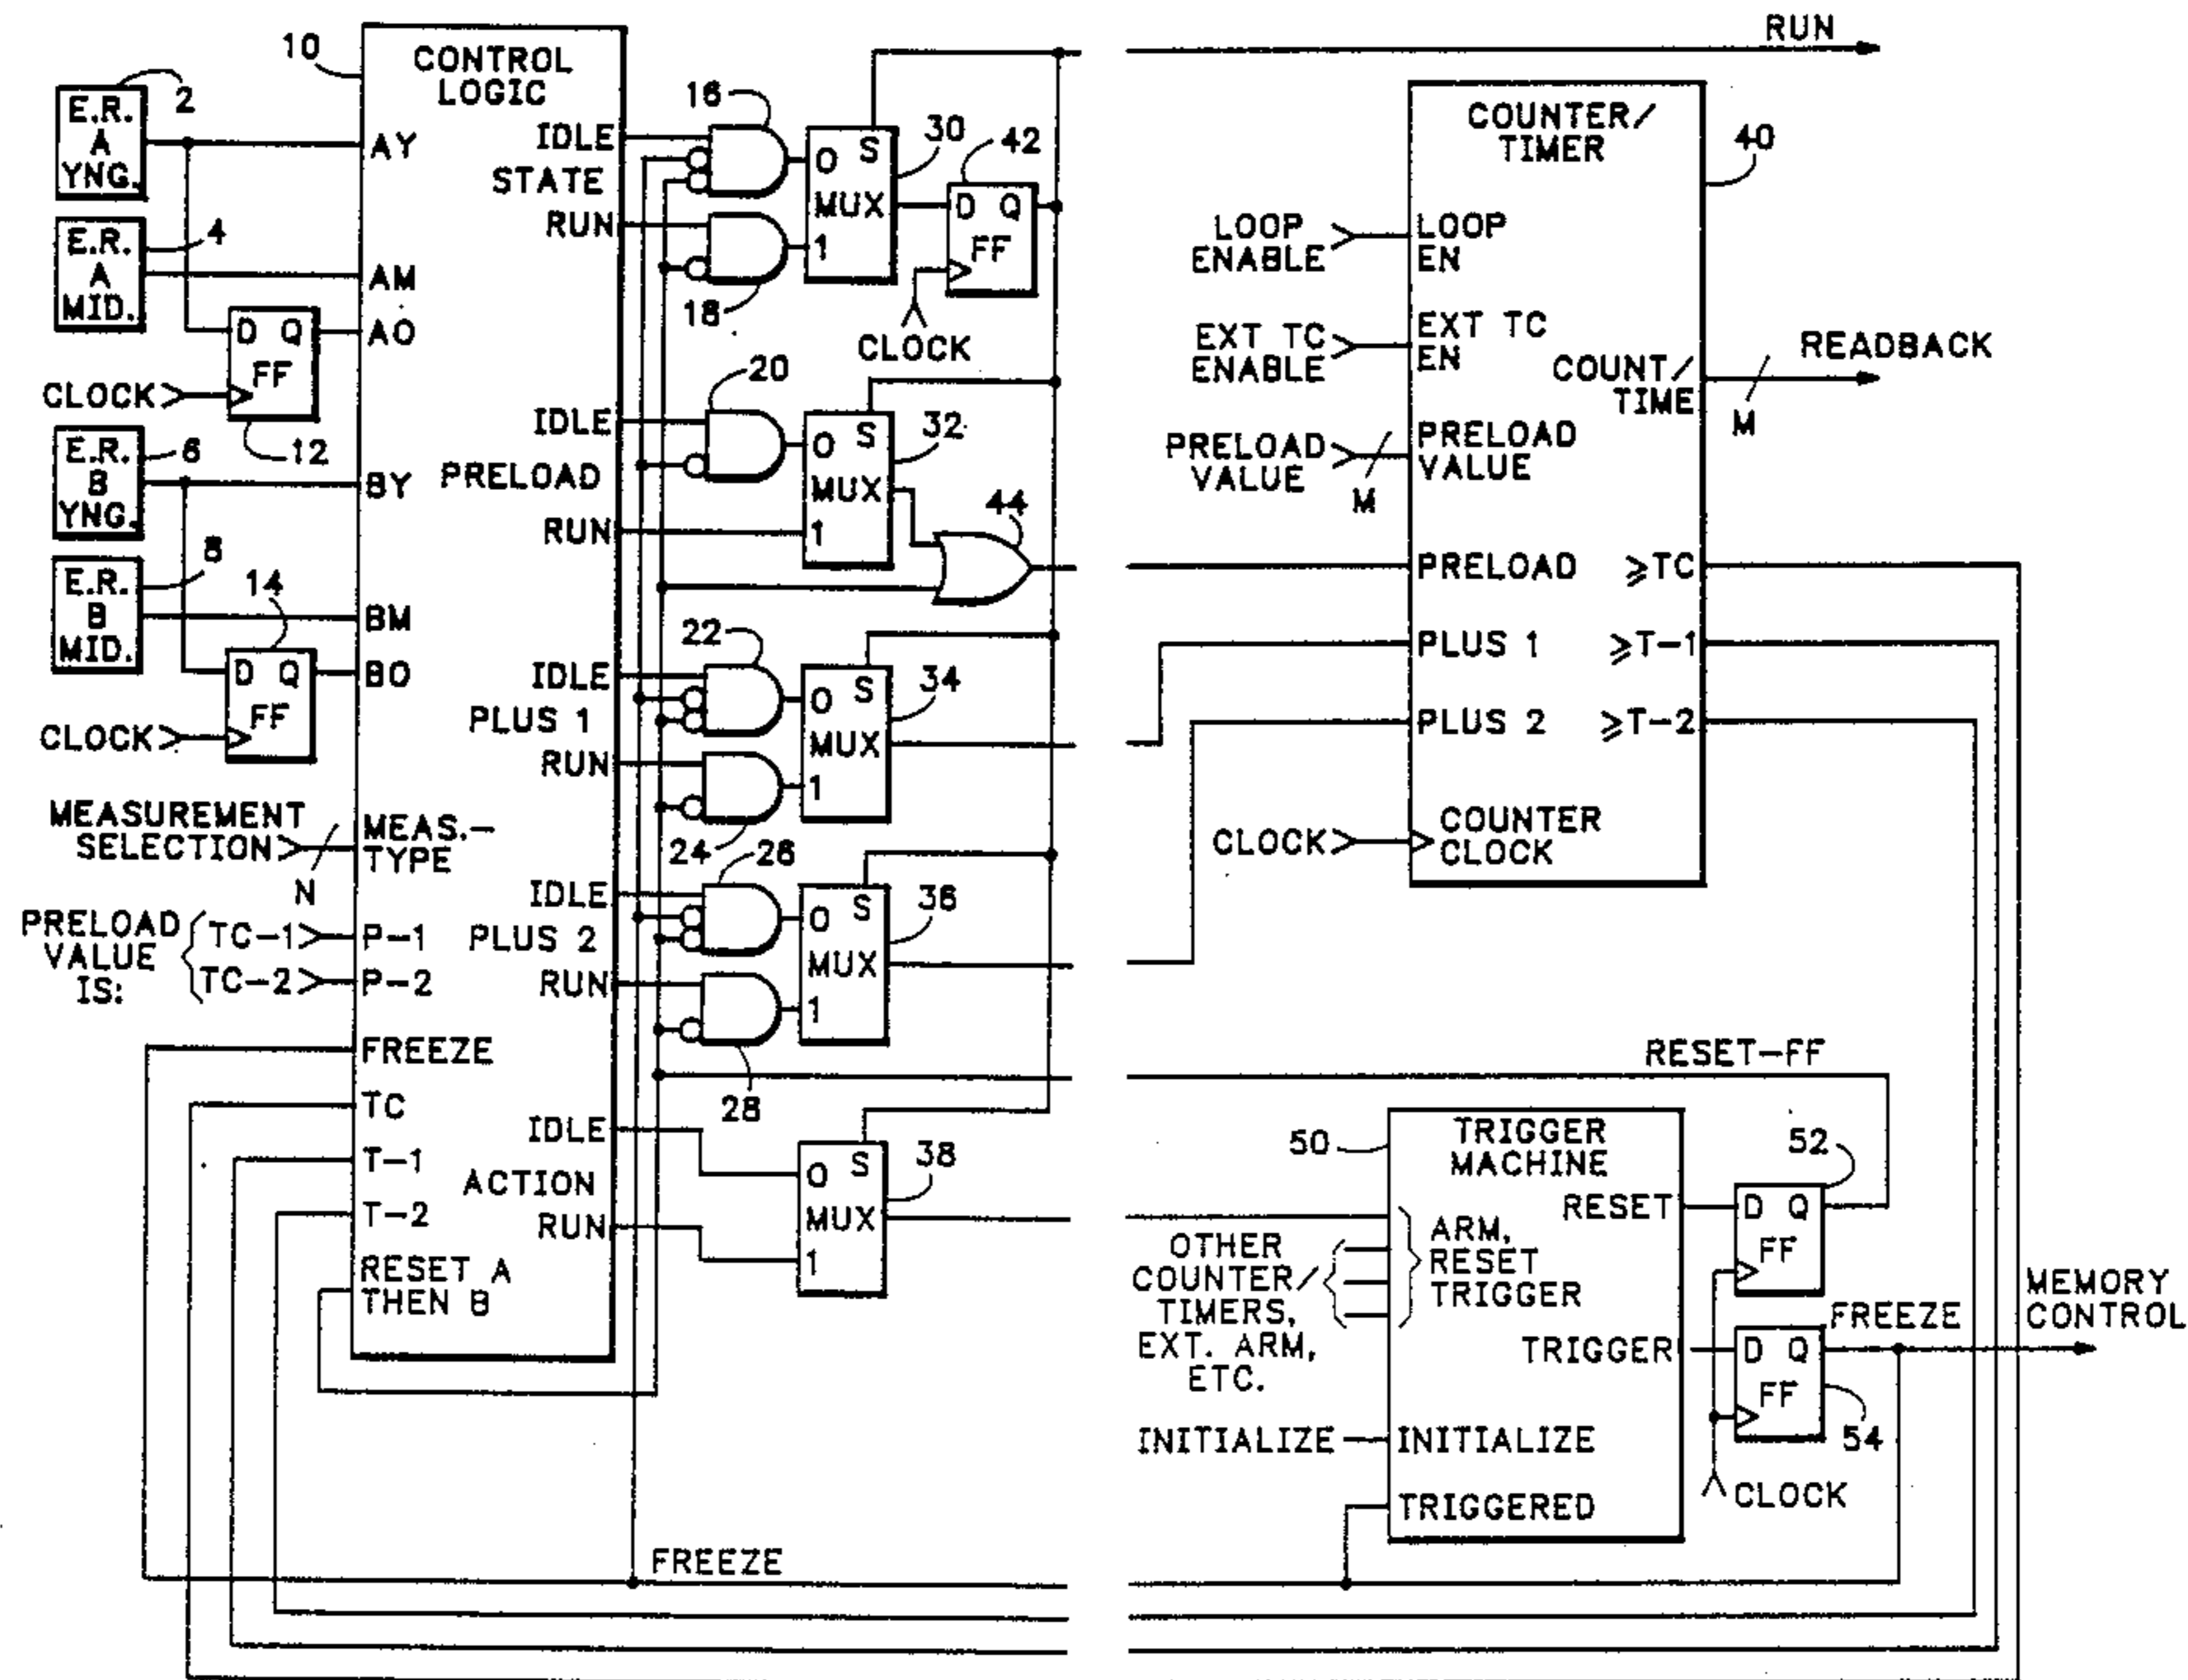 10
CONTROL
LOGIC
2
E.R.
A
YNG.
AY
4
E.R.
A
MID.
AM
D Q
FF
AO
CLOCK
12
6
E.R.
B
YNG.
BY
8
E.R.
B
MID.
BM
14
D Q
FF
BO
CLOCK
MEASUREMENT
SELECTION
N
MEAS.-
TYPE
PRELOAD
VALUE
IS:
TC-1
P-1
TC-2
P-2
FREEZE
TC
T-1
T-2
RESET A
THEN B
IDLE
STATE
RUN
IDLE
PRELOAD
RUN
IDLE
PLUS 1
RUN
IDLE
PLUS 2
RUN
IDLE
ACTION
RUN
16
18
0 S
MUX
1
30
42
D Q
FF
CLOCK
20
0 S
MUX
1
32
44
22
24
0 S
MUX
1
34
26
28
0 S
MUX
1
36
0 S
MUX
1
38
FREEZE
RUN
COUNTER/
TIMER
40
LOOP
ENABLE
LOOP
EN
EXT TC
ENABLE
EXT TC
EN
COUNT/
TIME
READBACK
M
PRELOAD
VALUE
M
PRELOAD
VALUE
PRELOAD ≥TC
PLUS 1 ≥T-1
PLUS 2 ≥T-2
CLOCK
COUNTER
CLOCK
RESET-FF
50
TRIGGER
MACHINE
52
RESET
D Q
FF
ARM,
RESET
TRIGGER
OTHER
COUNTER/
TIMERS,
EXT. ARM,
ETC.
TRIGGER
D Q
FF
54
FREEZE
MEMORY
CONTROL
INITIALIZE
INITIALIZE
TRIGGERED
CLOCK